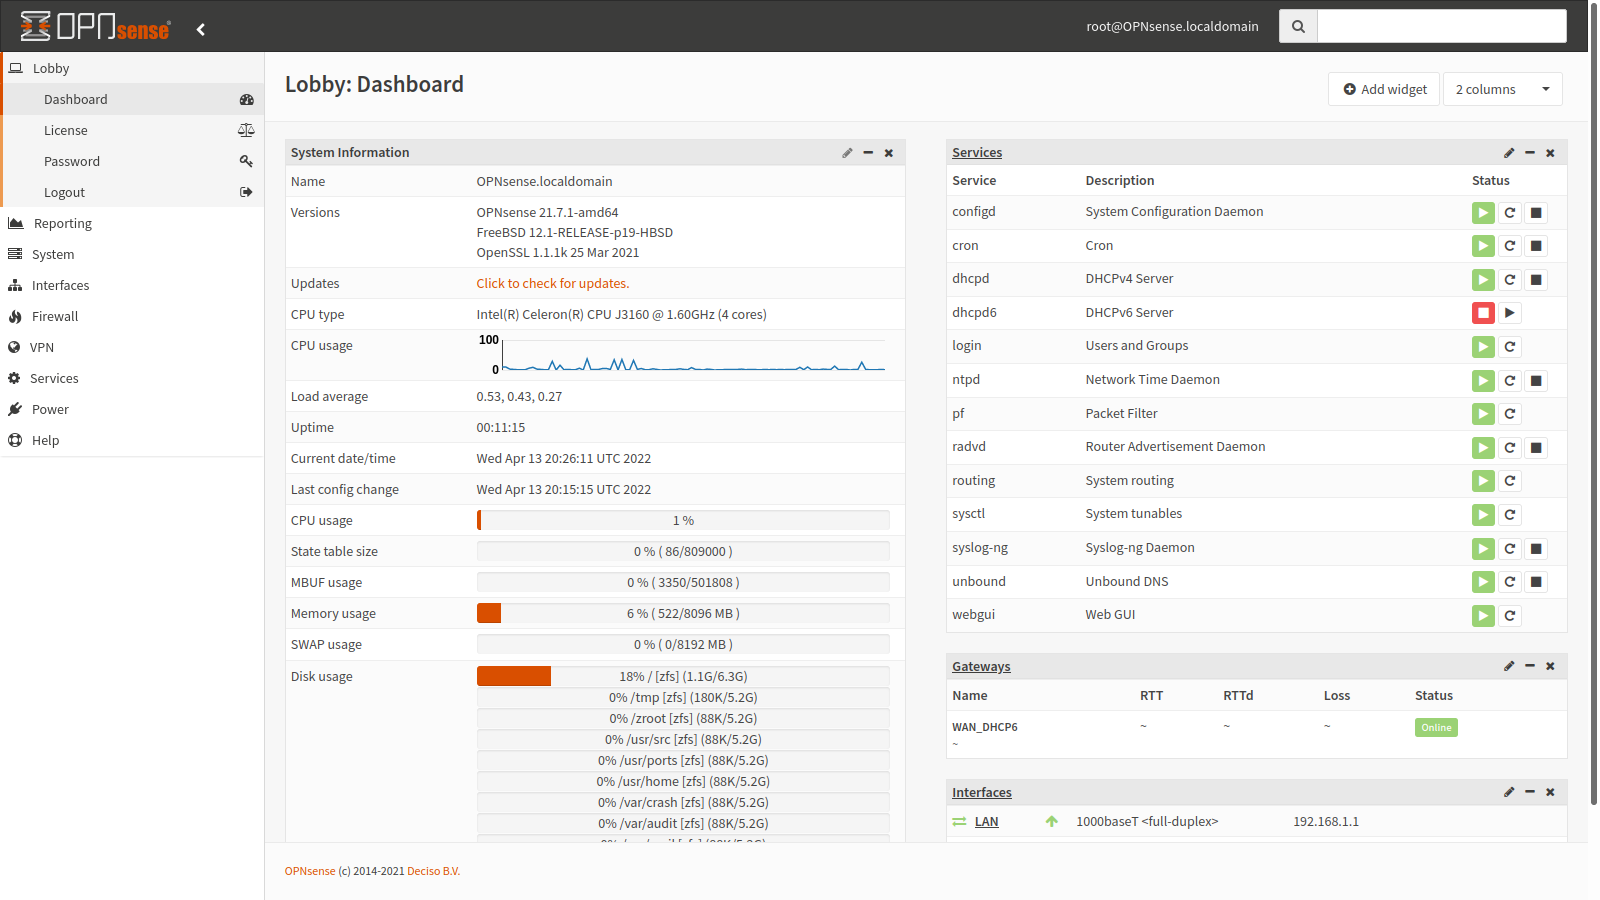 OPNsense
root@OPNsense.localdomain
Lobby
Dashboard
License
Password
Logout
Reporting
System
Interfaces
Firewall
VPN
Services
Power
Help
Lobby: Dashboard
Add widget
2 columns
System Information
Name OPNsense.localdomain
Versions OPNsense 21.7.1-amd64
FreeBSD 12.1-RELEASE-p19-HBSD
OpenSSL 1.1.1k 25 Mar 2021
Updates Click to check for updates.
CPU type Intel(R) Celeron(R) CPU J3160 @ 1.60GHz (4 cores)
CPU usage 100
0
Load average 0.53, 0.43, 0.27
Uptime 00:11:15
Current date/time Wed Apr 13 20:26:11 UTC 2022
Last config change Wed Apr 13 20:15:15 UTC 2022
CPU usage 1 %
State table size 0 % ( 86/809000 )
MBUF usage 0 % ( 3350/501808 )
Memory usage 6 % ( 522/8096 MB )
SWAP usage 0 % ( 0/8192 MB )
Disk usage 18% / [zfs] (1.1G/6.3G)
0% /tmp [zfs] (180K/5.2G)
0% /zroot [zfs] (88K/5.2G)
0% /usr/src [zfs] (88K/5.2G)
0% /usr/ports [zfs] (88K/5.2G)
0% /usr/home [zfs] (88K/5.2G)
0% /var/crash [zfs] (88K/5.2G)
0% /var/audit [zfs] (88K/5.2G)
Services
Service Description Status
configd System Configuration Daemon
cron Cron
dhcpd DHCPv4 Server
dhcpd6 DHCPv6 Server
login Users and Groups
ntpd Network Time Daemon
pf Packet Filter
radvd Router Advertisement Daemon
routing System routing
sysctl System tunables
syslog-ng Syslog-ng Daemon
unbound Unbound DNS
webgui Web GUI
Gateways
Name RTT RTTd Loss Status
WAN_DHCP6 ~ ~ ~ Online
~
Interfaces
LAN 1000baseT <full-duplex> 192.168.1.1
OPNsense (c) 2014-2021 Deciso B.V.